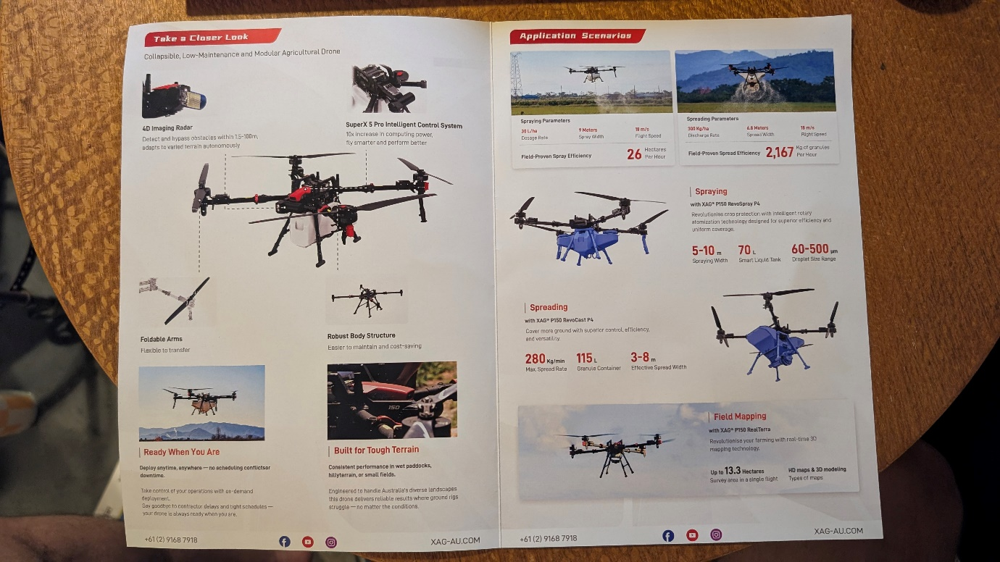 Take a Closer Look
Collapsible, Low-Maintenance and Modular Agricultural Drone
4D Imaging Radar
Detect and bypass obstacles within 1.5-100m,
adapts to varied terrain autonomously
SuperX 5 Pro Intelligent Control System
10x increase in computing power,
fly smarter and perform better
Foldable Arms
Flexible to transfer
Robust Body Structure
Easier to maintain and cost-saving
150
Ready When You Are
Deploy anytime, anywhere — no scheduling conflictsor
downtime.
Take control of your operations with on-demand
deployment.
Say goodbye to contractor delays and tight schedules —
your drone is always ready when you are.
Built for Tough Terrain
Consistent performance in wet paddocks,
hillyterrain, or small fields.
Engineered to handle Australia's diverse landscapes
this drone delivers reliable results where ground rigs
struggle — no matter the conditions.
+61 (2) 9168 7918
XAG-AU.COM
Application Scenarios
Spraying Parameters
30 L/ha
Dosage Rate
9 Meters
Spray Width
18 m/s
Flight Speed
Field-Proven Spray Efficiency
26 Hectares
Per Hour
Spreading Parameters
300 Kg/ha
Discharge Rate
6.8 Meters
Spread Width
18 m/s
Flight Speed
Field-Proven Spread Efficiency
2,167 Kg of granules
Per Hour
Spraying
with XAG® P150 RevoSpray P4
Revolutionise crop protection with intelligent rotary
atomization technology designed for superior efficiency and
uniform coverage.
5-10 m
Spraying Width
70 L
Smart Liquid Tank
60-500 μm
Droplet Size Range
Spreading
with XAG® P150 RevoCast P4
Cover more ground with superior control, efficiency,
and versatility.
280 Kg/min
Max. Spread Rate
115 L
Granule Container
3-8 m
Effective Spread Width
Field Mapping
with XAG® P150 RealTerra
Revolutionise your farming with real-time 3D
mapping technology.
Up to 13.3 Hectares
Survey area in a single flight
HD maps & 3D modeling
Types of maps
+61 (2) 9168 7918
XAG-AU.COM